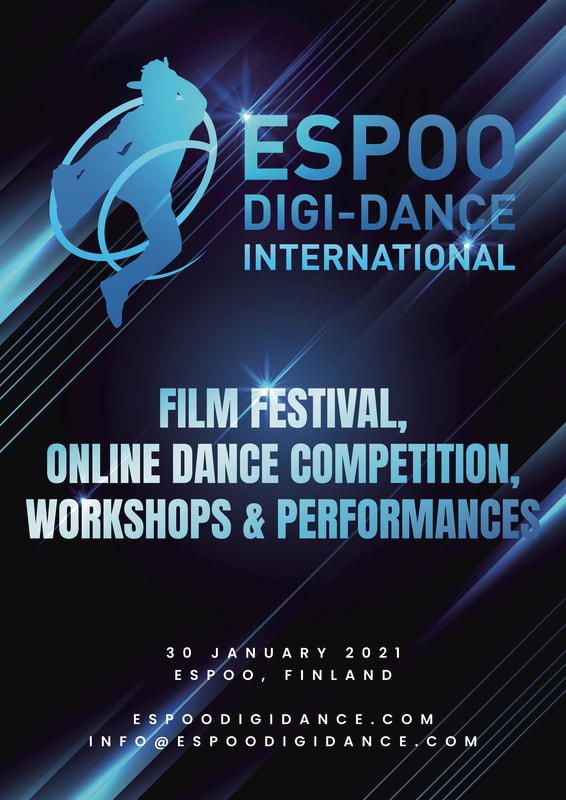 ESPOO
DIGI-DANCE
INTERNATIONAL
FILM FESTIVAL,
ONLINE DANCE COMPETITION,
WORKSHOPS & PERFORMANCES
30 JANUARY 2021
ESPOO, FINLAND
ESPOODIGIDANCE.COM
INFO@ESPOODIGIDANCE.COM